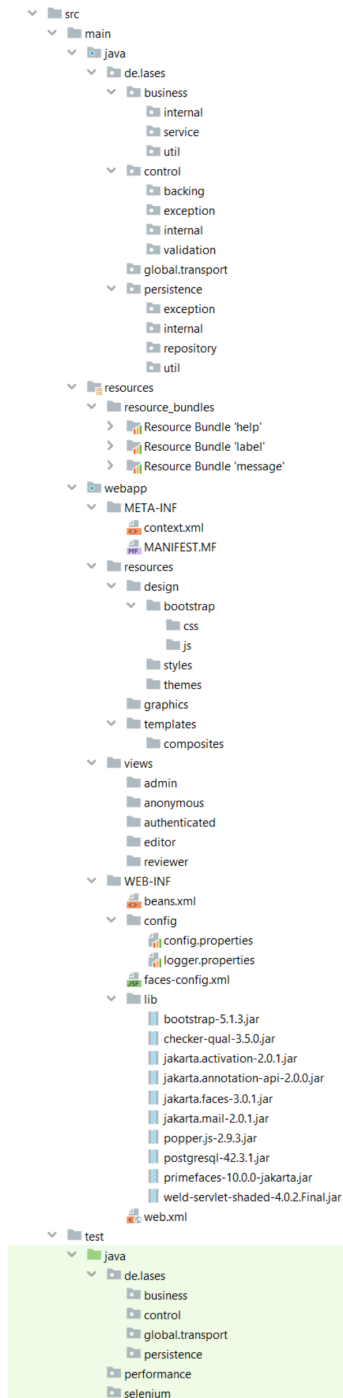 src
main
java
de.lases
business
internal
service
util
control
backing
exception
internal
validation
global.transport
persistence
exception
internal
repository
util
resources
resource_bundles
Resource Bundle 'help'
Resource Bundle 'label'
Resource Bundle 'message'
webapp
META-INF
context.xml
MANIFEST.MF
resources
design
bootstrap
css
js
styles
themes
graphics
templates
composites
views
admin
anonymous
authenticated
editor
reviewer
WEB-INF
beans.xml
config
config.properties
logger.properties
faces-config.xml
lib
bootstrap-5.1.3.jar
checker-qual-3.5.0.jar
jakarta.activation-2.0.1.jar
jakarta.annotation-api-2.0.0.jar
jakarta.faces-3.0.1.jar
jakarta.mail-2.0.1.jar
popper.js-2.9.3.jar
postgresql-42.3.1.jar
primefaces-10.0.0-jakarta.jar
weld-servlet-shaded-4.0.2.Final.jar
web.xml
test
java
de.lases
business
control
global.transport
persistence
performance
selenium